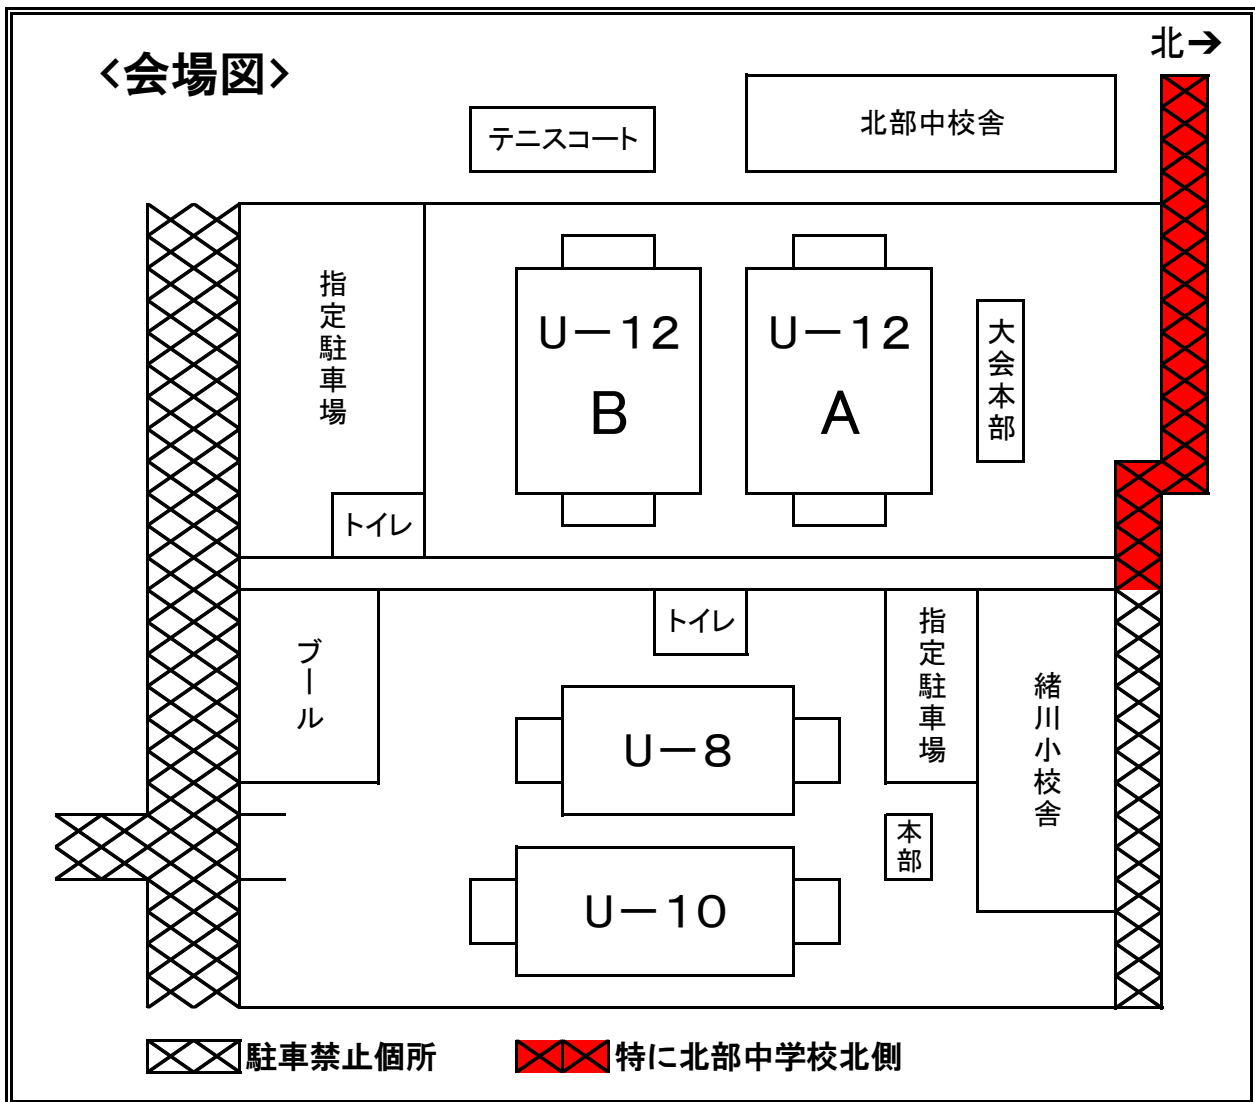 <会場図>
北→
テニスコート
北部中校舎
指定駐車場
U－12
B
U－12
A
大会本部
トイレ
プール
トイレ
指定駐車場
緒川小校舎
U－8
本部
U－10
駐車禁止個所
特に北部中学校北側